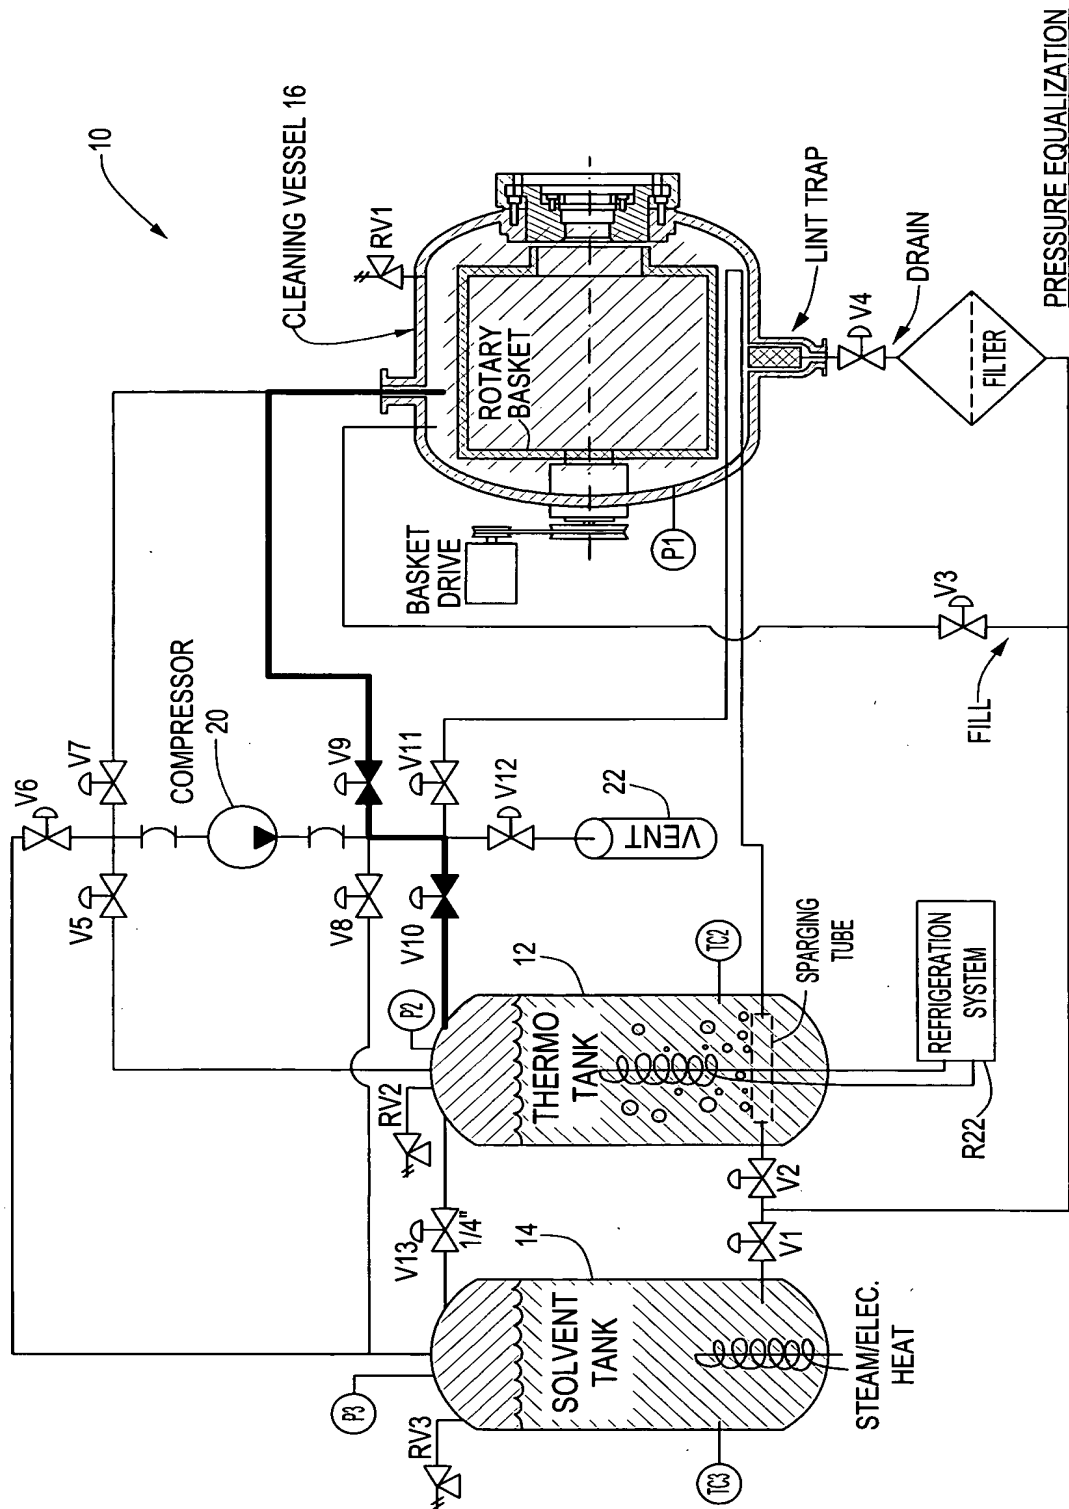 10
CLEANING VESSEL 16
RV1
ROTARY
BASKET
LINT TRAP
DRAIN
V4
FILTER
PRESSURE EQUALIZATION
BASKET
DRIVE
P1
V3
FILL
V7
V6
V5
COMPRESSOR
20
V9
V11
V12
V8
V10
VENT
22
P2
12
TC2
SPARGING
TUBE
THERMO
TANK
REFRIGERATION
SYSTEM
R22
RV2
V2
V13
1/4"
14
V1
P3
SOLVENT
TANK
STEAM/ELEC.
HEAT
RV3
TC3